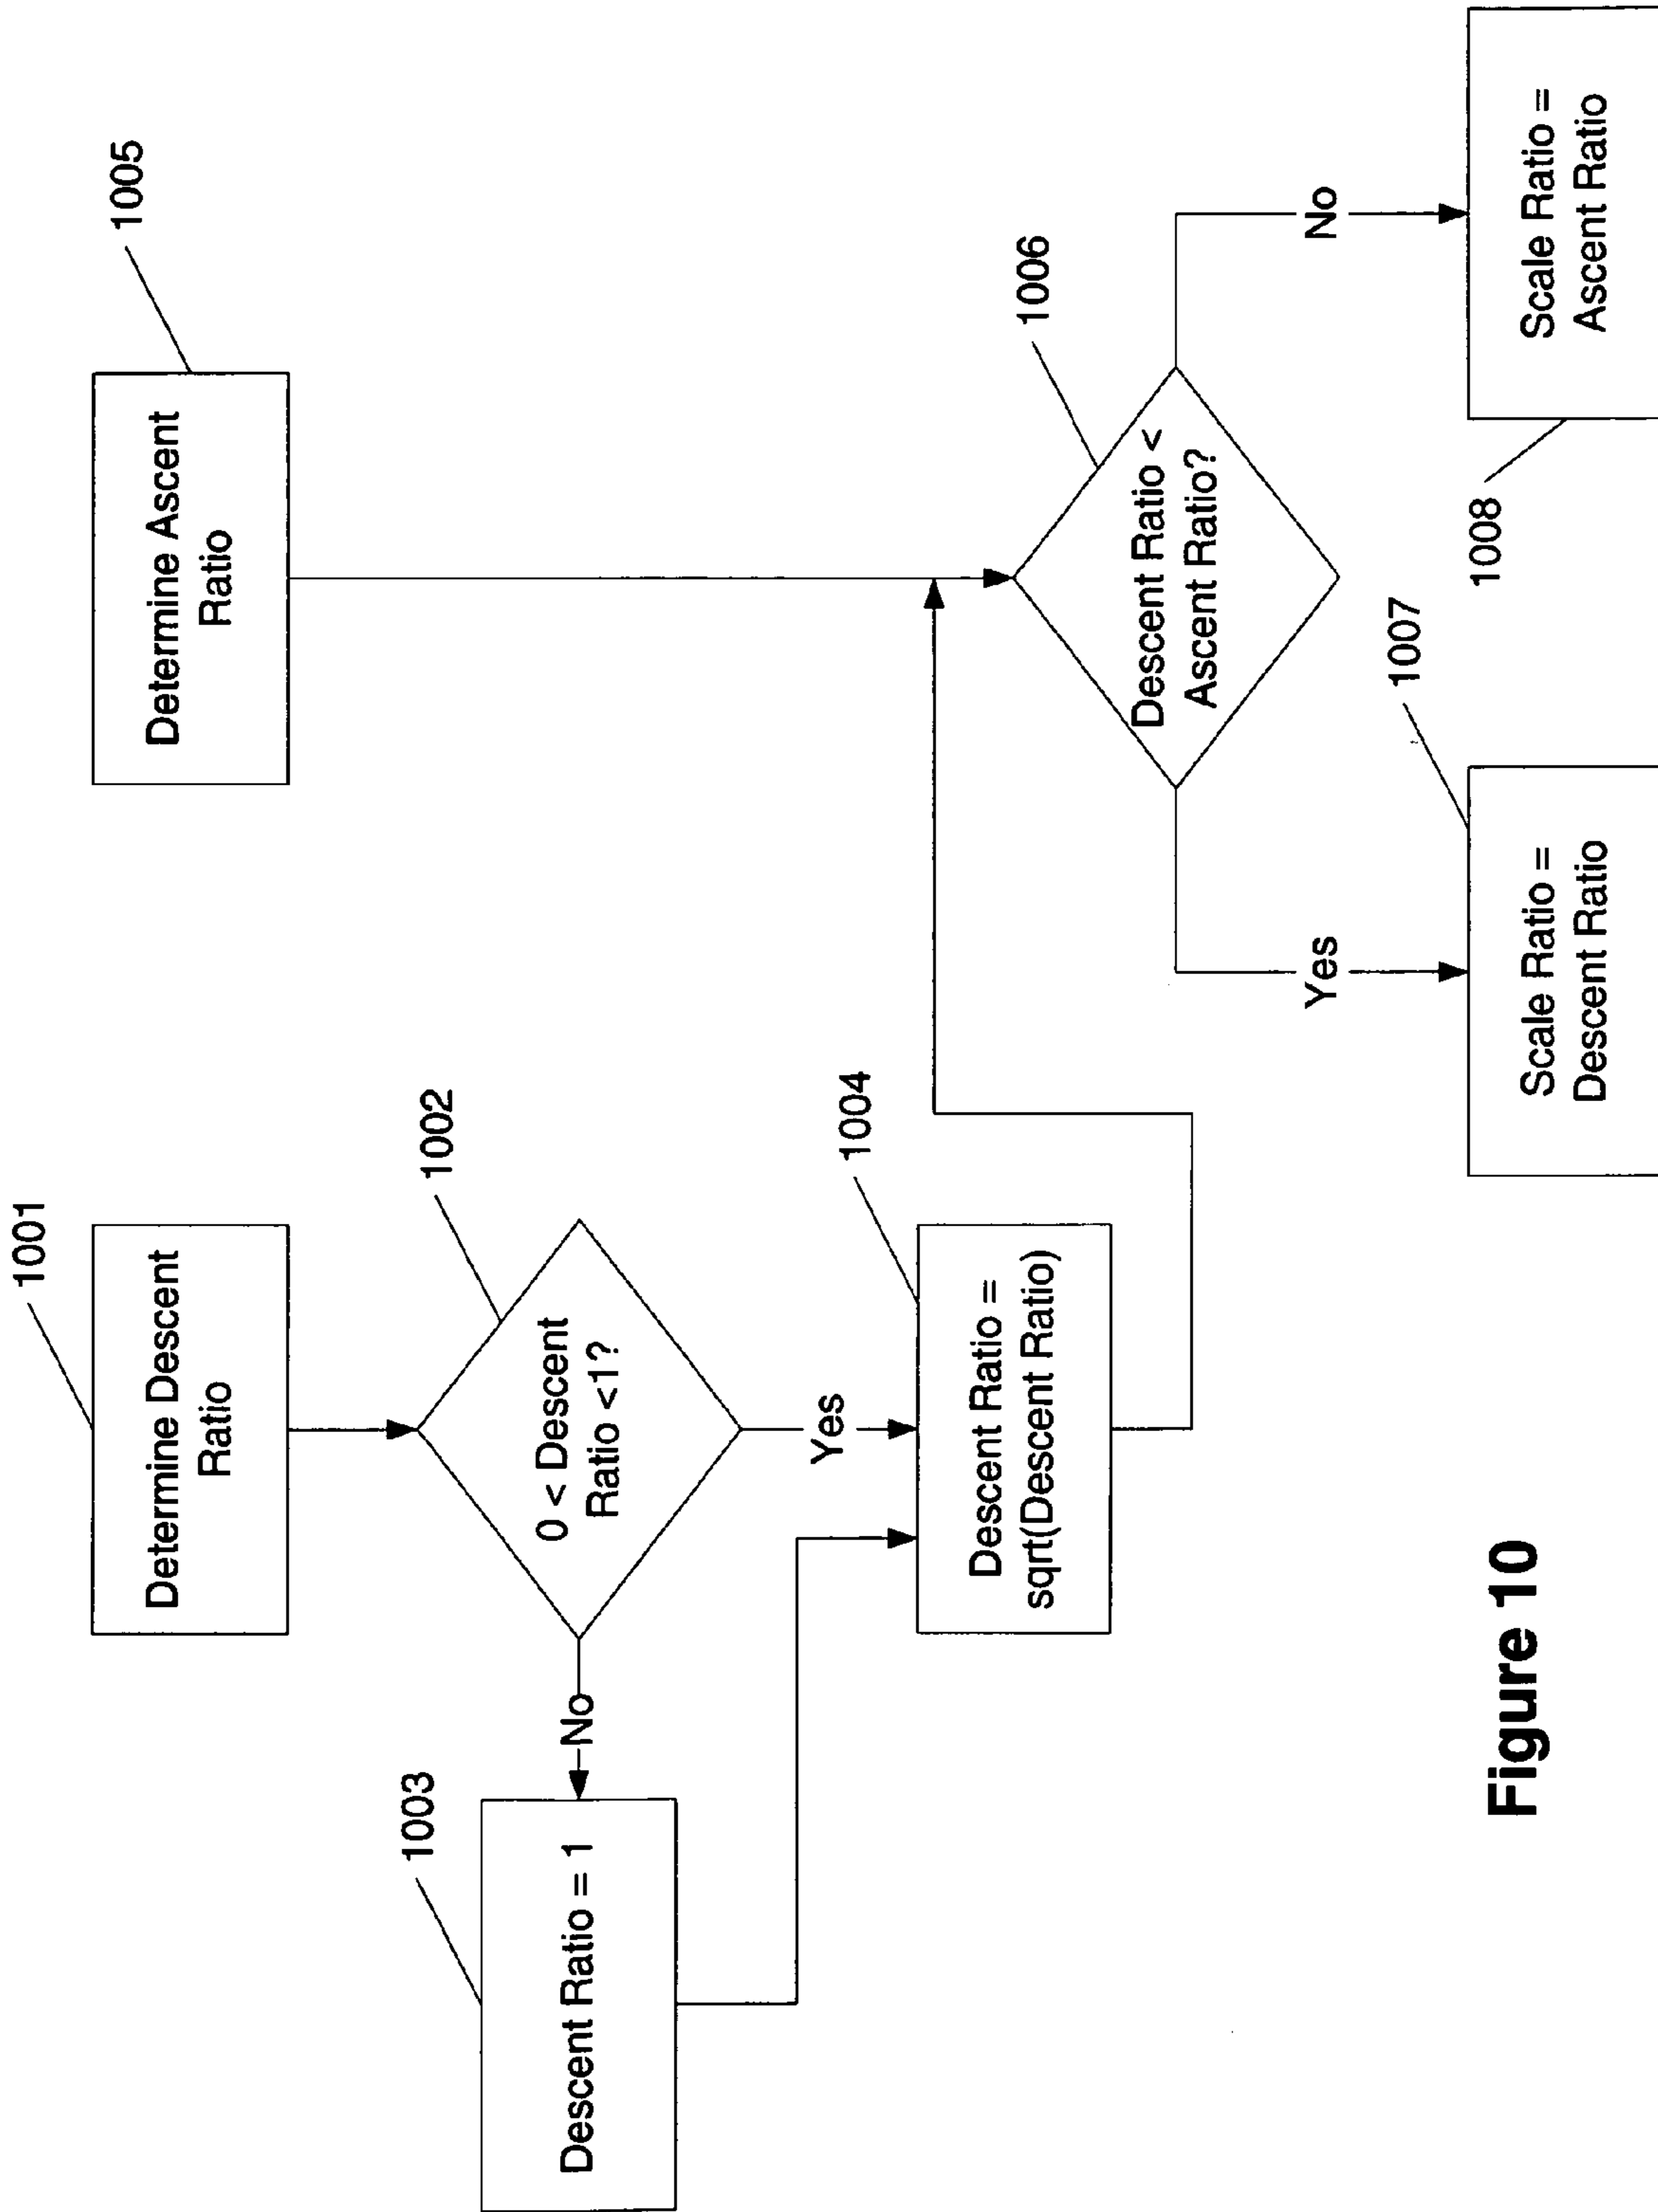 1001
Determine Descent
Ratio
1002
0 < Descent
Ratio <1?
No
1003
Descent Ratio = 1
Yes
1004
Descent Ratio =
sqrt(Descent Ratio)
1005
Determine Ascent
Ratio
1006
Descent Ratio <
Ascent Ratio?
Yes
1007
Scale Ratio =
Descent Ratio
No
1008
Scale Ratio =
Ascent Ratio
Figure 10